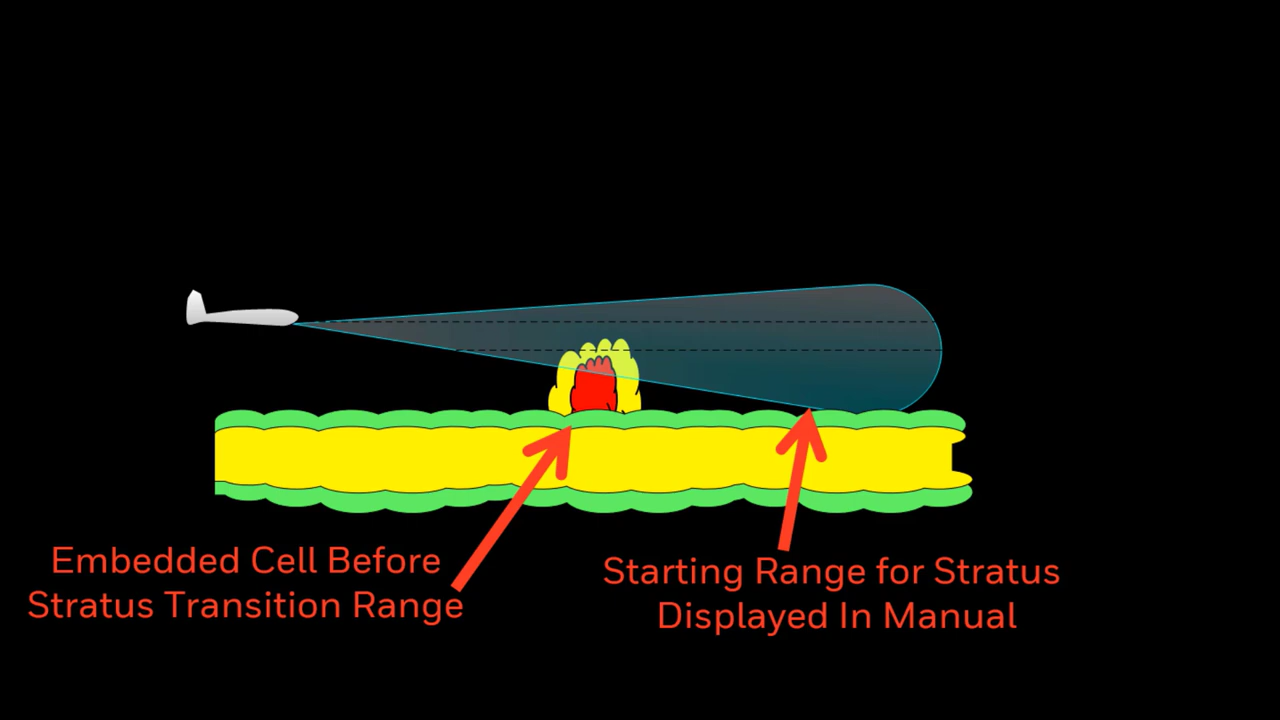 Embedded Cell Before
Stratus Transition Range
Starting Range for Stratus
Displayed In Manual